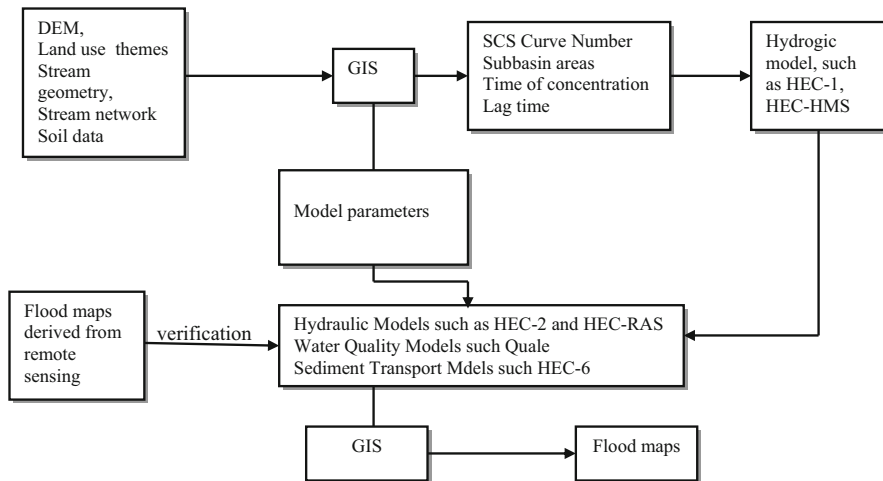 DEM,
Land use themes
Stream
geometry,
Stream network
Soil data
GIS
SCS Curve Number
Subbasin areas
Time of concentration
Lag time
Hydrogic
model, such
as HEC-1,
HEC-HMS
Model parameters
Flood maps
derived from
remote
sensing
verification
Hydraulic Models such as HEC-2 and HEC-RAS
Water Quality Models such Quale
Sediment Transport Mdels such HEC-6
GIS
Flood maps